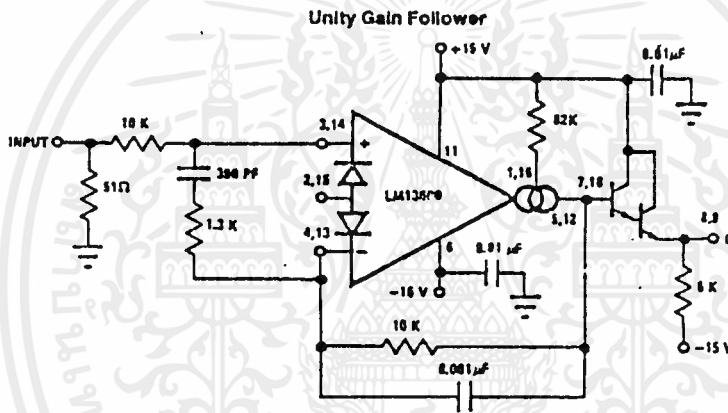 Unity Gain Follower
+15 V
0.01µF
10 K
82K
INPUT
3,14
+
11
390 PF
1,16
7,10
51Ω
2,15
LM13600
5,12
8,9
1.3 K
4,13
−
6
0.01 µF
5 K
−15 V
−15 V
10 K
0.001µF